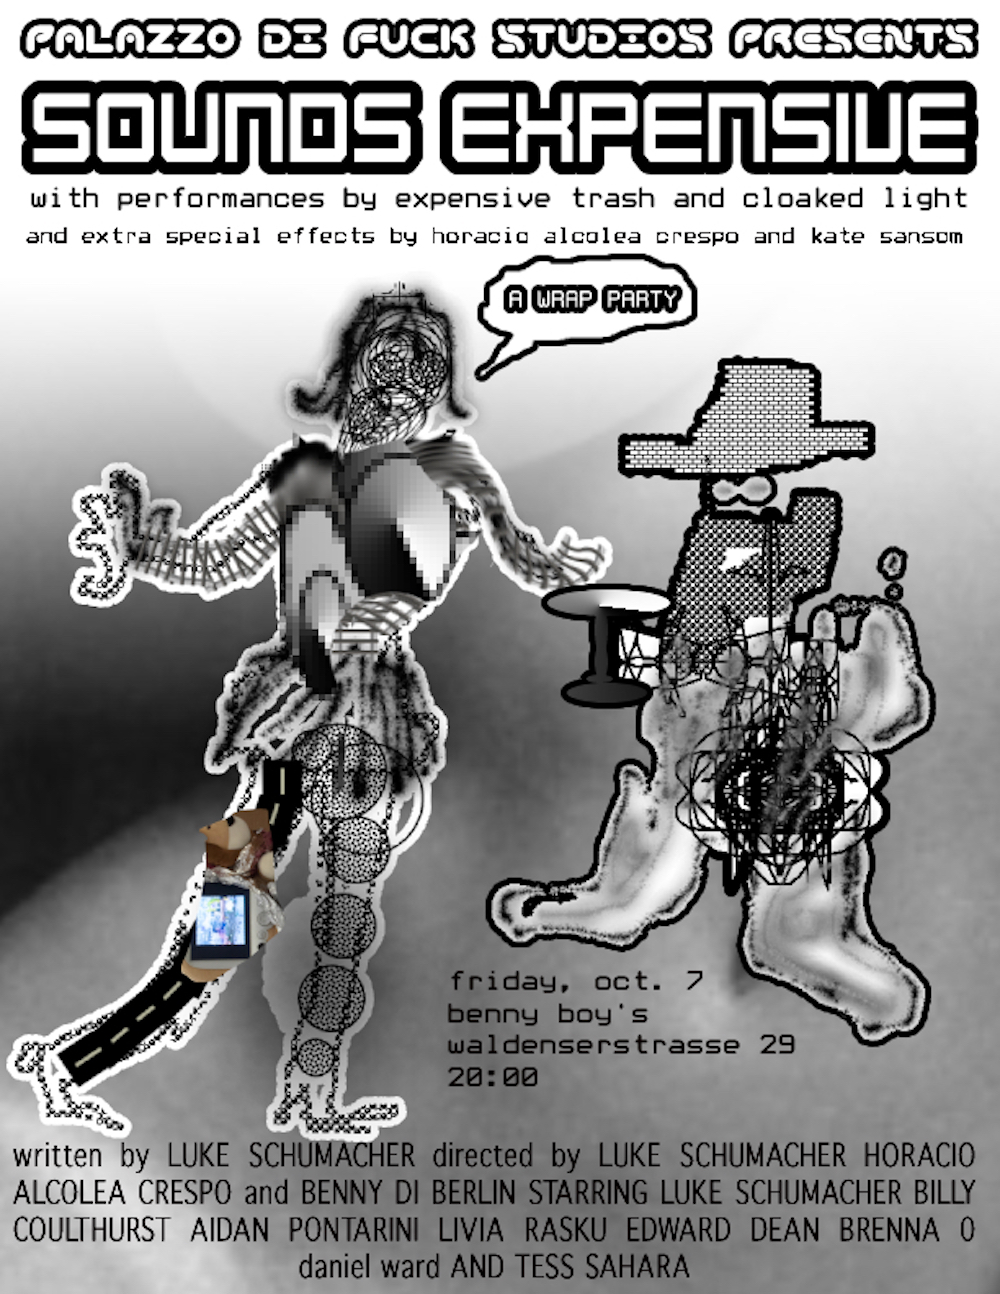 PALAZZO DI FUCK STUDIOS PRESENTS
SOUNDS EXPENSIVE
with performances by expensive trash and cloaked light
and extra special effects by horacio alcolea crespo and kate sansom
A WRAP PARTY
friday, oct. 7
benny boy's
waldenserstrasse 29
20:00
written by LUKE SCHUMACHER directed by LUKE SCHUMACHER HORACIO
ALCOLEA CRESPO and BENNY DI BERLIN STARRING LUKE SCHUMACHER BILLY
COULTHURST AIDAN PONTARINI LIVIA RASKU EDWARD DEAN BRENNA O
daniel ward AND TESS SAHARA